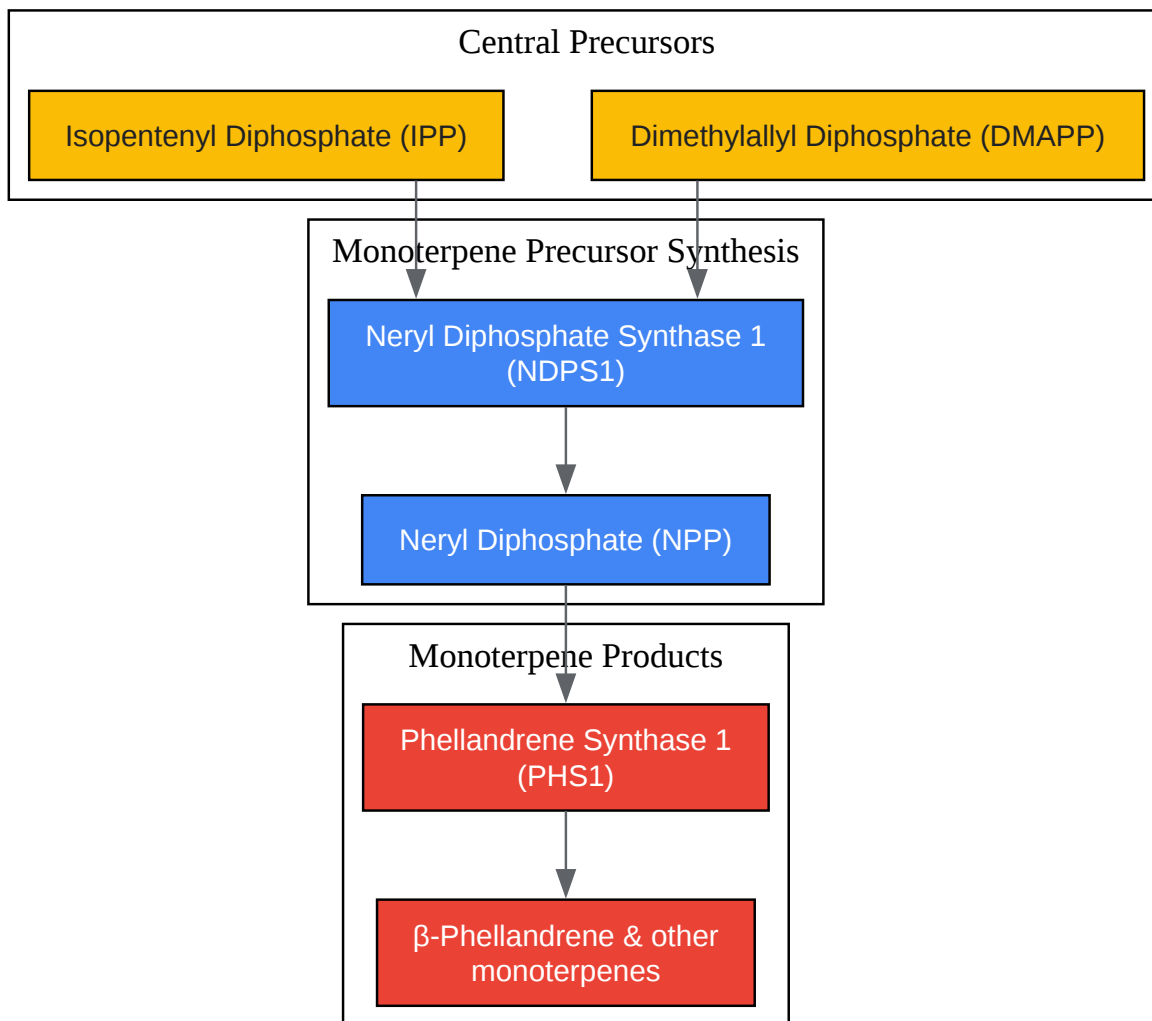 Central Precursors
Isopentenyl Diphosphate (IPP)
Dimethylallyl Diphosphate (DMAPP)
Monoterpene Precursor Synthesis
Neryl Diphosphate Synthase 1
(NDPS1)
Neryl Diphosphate (NPP)
Monoterpene Products
Phellandrene Synthase 1
(PHS1)
β-Phellandrene & other
monoterpenes